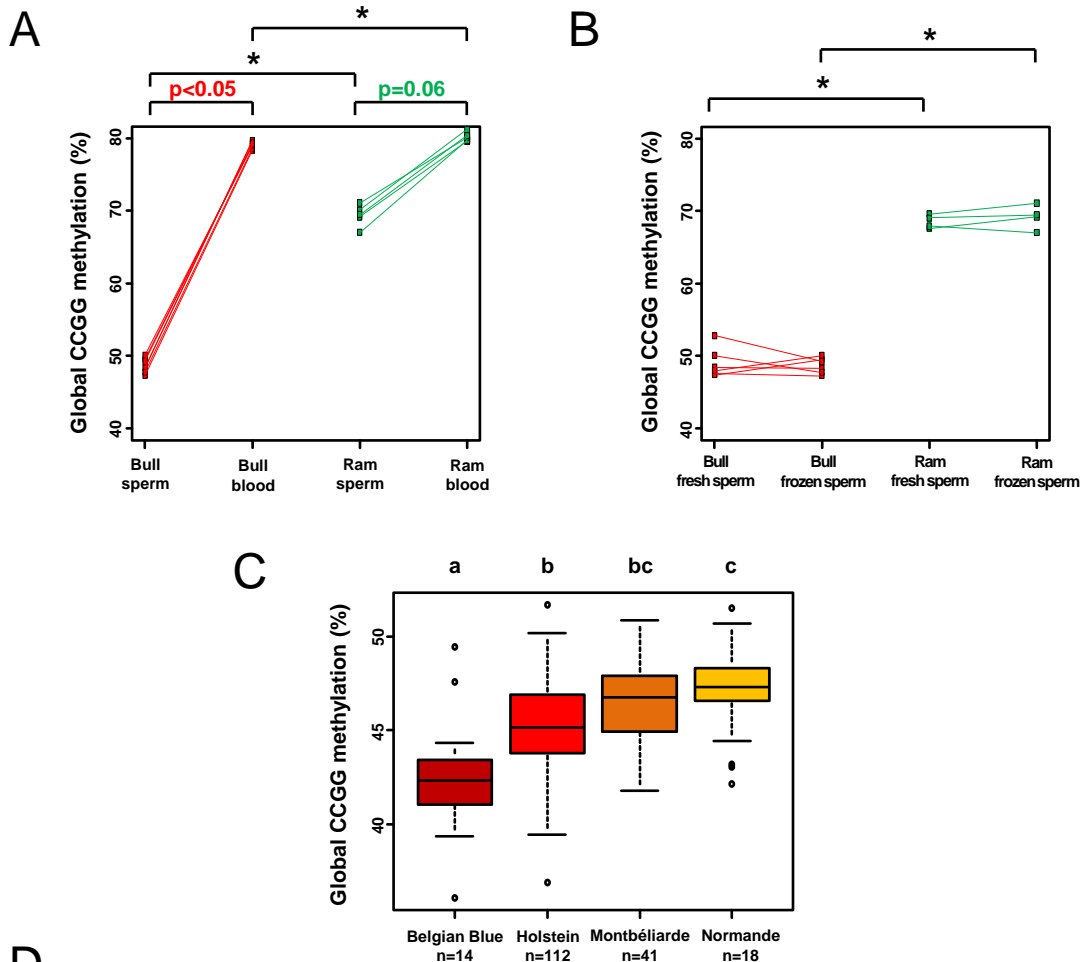 A
B
*
*
p<0.05
p=0.06
*
*
Global CCGG methylation (%)
80
70
60
50
40
Bull sperm
Bull blood
Ram sperm
Ram blood
Global CCGG methylation (%)
80
70
60
50
40
Bull fresh sperm
Bull frozen sperm
Ram fresh sperm
Ram frozen sperm
C
a
b
bc
c
Global CCGG methylation (%)
50
45
40
Belgian Blue
n=14
Holstein
n=112
Montbéliarde
n=41
Normande
n=18
D